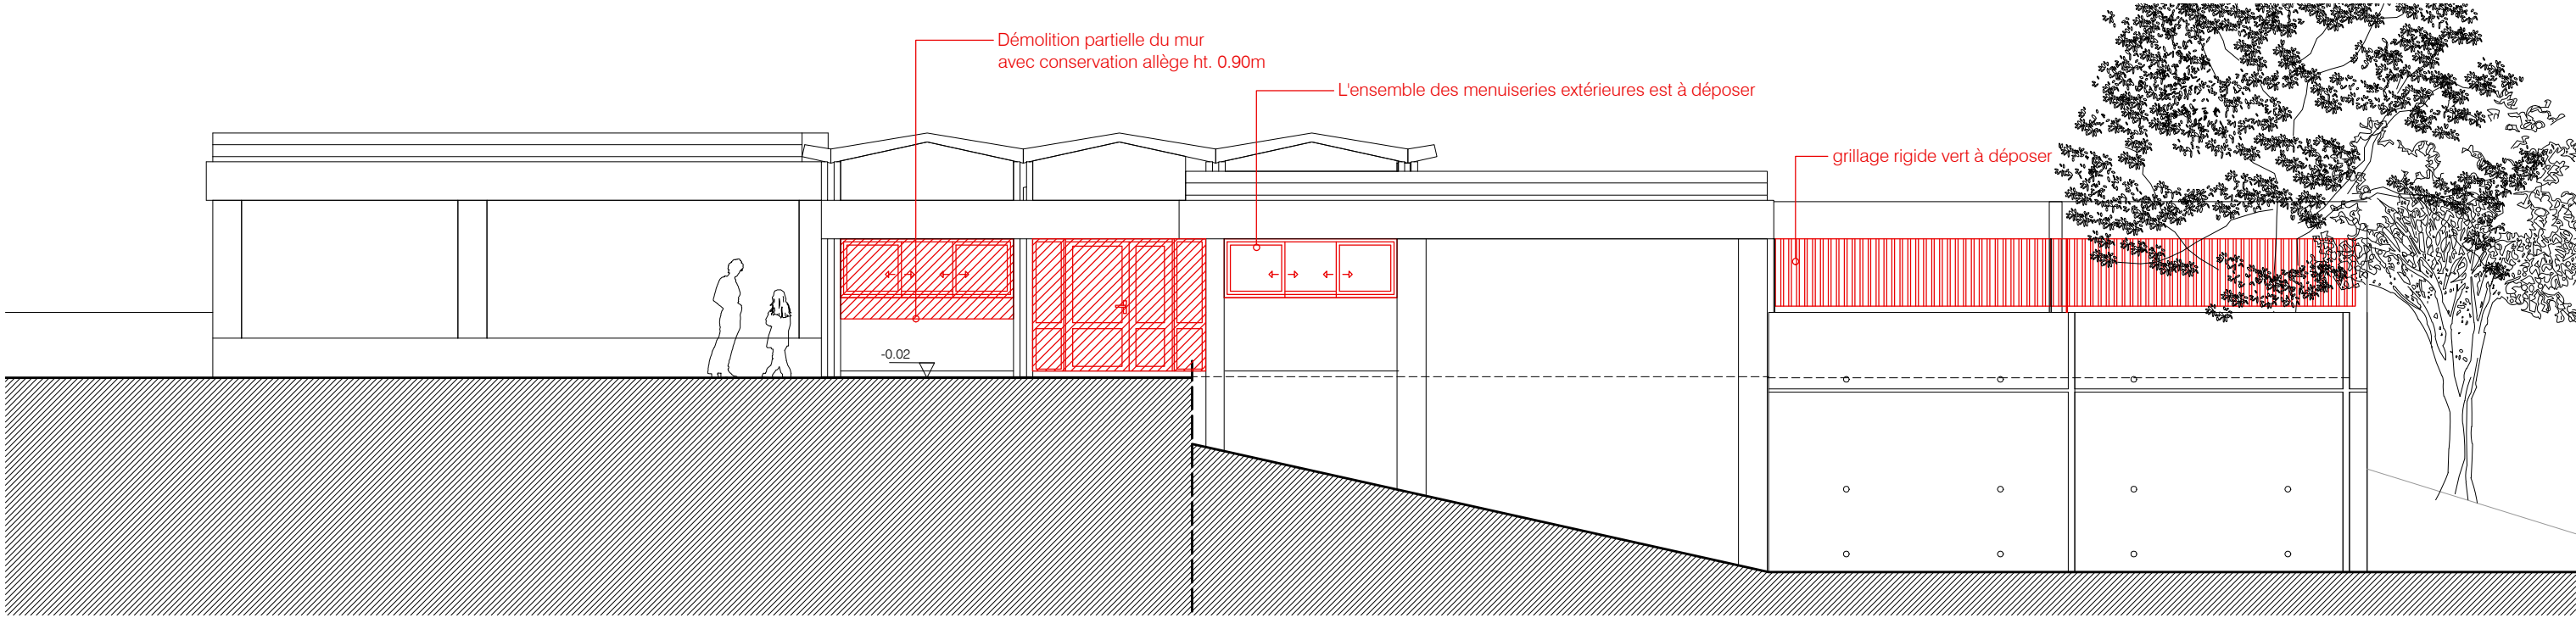 Démolition partielle du mur
avec conservation allège ht. 0.90m
L'ensemble des menuiseries extérieures est à déposer
grillage rigide vert à déposer
-0.02